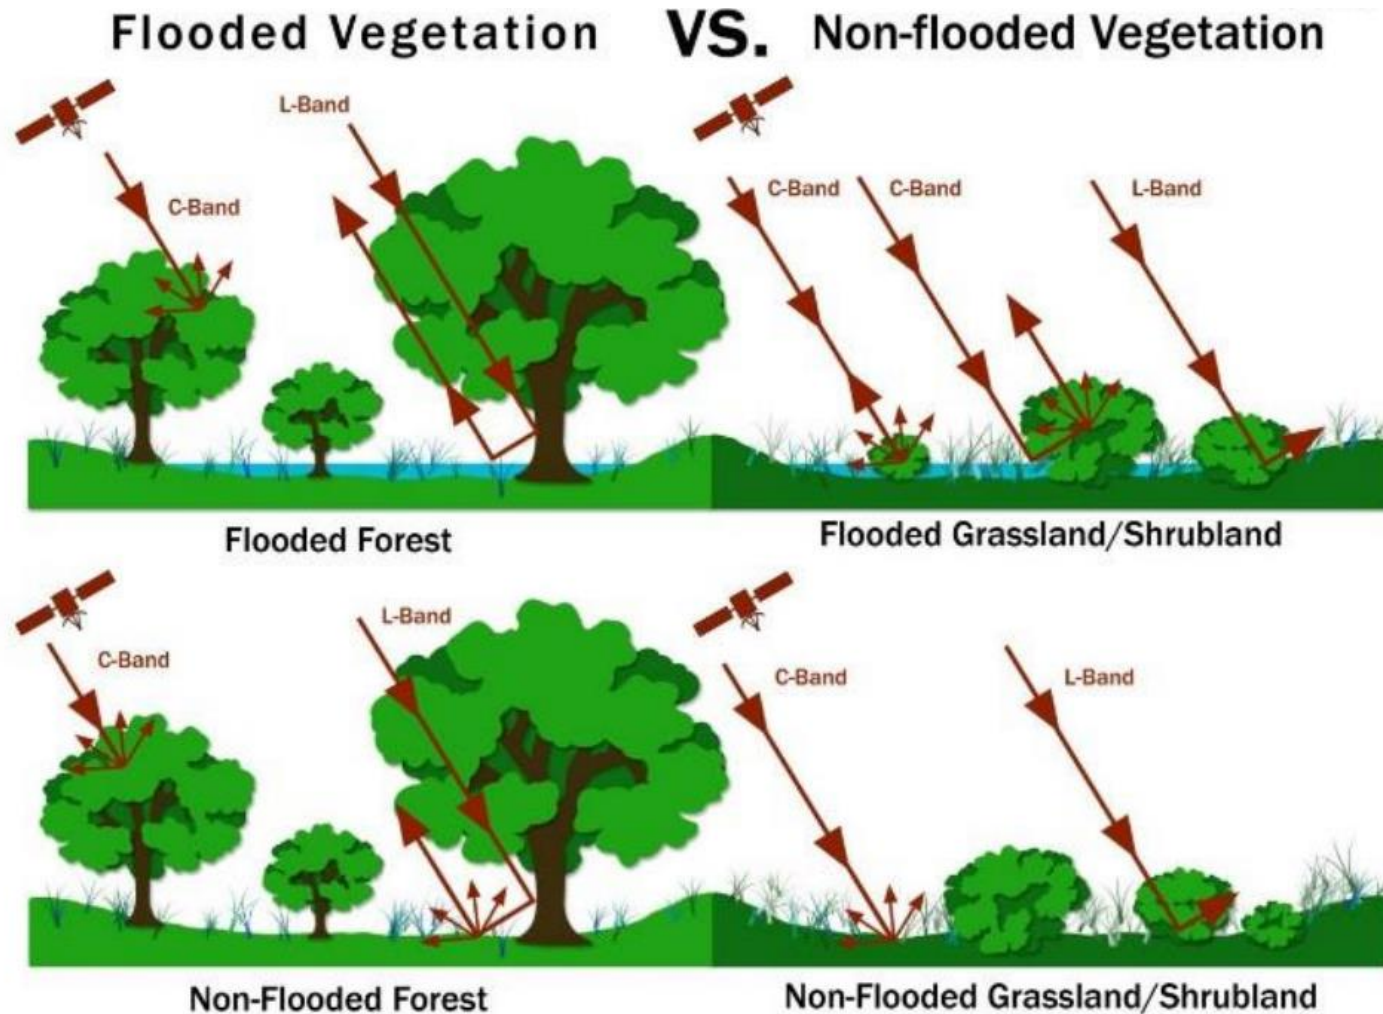 Flooded Vegetation VS. Non-flooded Vegetation
L-Band
C-Band
C-Band
C-Band
L-Band
Flooded Forest
Flooded Grassland/Shrubland
L-Band
C-Band
C-Band
L-Band
Non-Flooded Forest
Non-Flooded Grassland/Shrubland